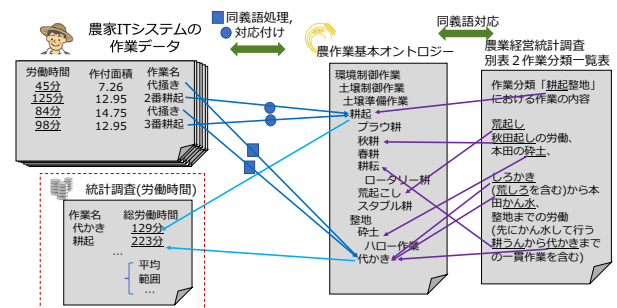 農家ITシステムの
作業データ
同義語処理,
対応付け
農作業基本オントロジー
同義語対応
農業経営統計調査
別表2作業分類一覧表
労働時間 作付面積 作業名
45分 7.26 代掻き
125分 12.95 2番耕起
84分 14.75 代掻き
98分 12.95 3番耕起
統計調査(労働時間)
作業名 総労働時間
代かき 129分
耕起 223分
…
平均
範囲
…
環境制御作業
土壌制御作業
土壌準備作業
耕起
プラウ耕
秋耕
春耕
耕耘
ロータリー耕
荒起こし
スタブル耕
整地
砕土
ハロー作業
代かき
作業分類「耕起整地」
における作業の内容
荒起し
秋田起しの労働、
本田の砕土、
しろかき
(荒しろを含む)から本
田かん水、
整地までの労働
(先にかん水して行う
耕うんから代かきまで
の一貫作業を含む)